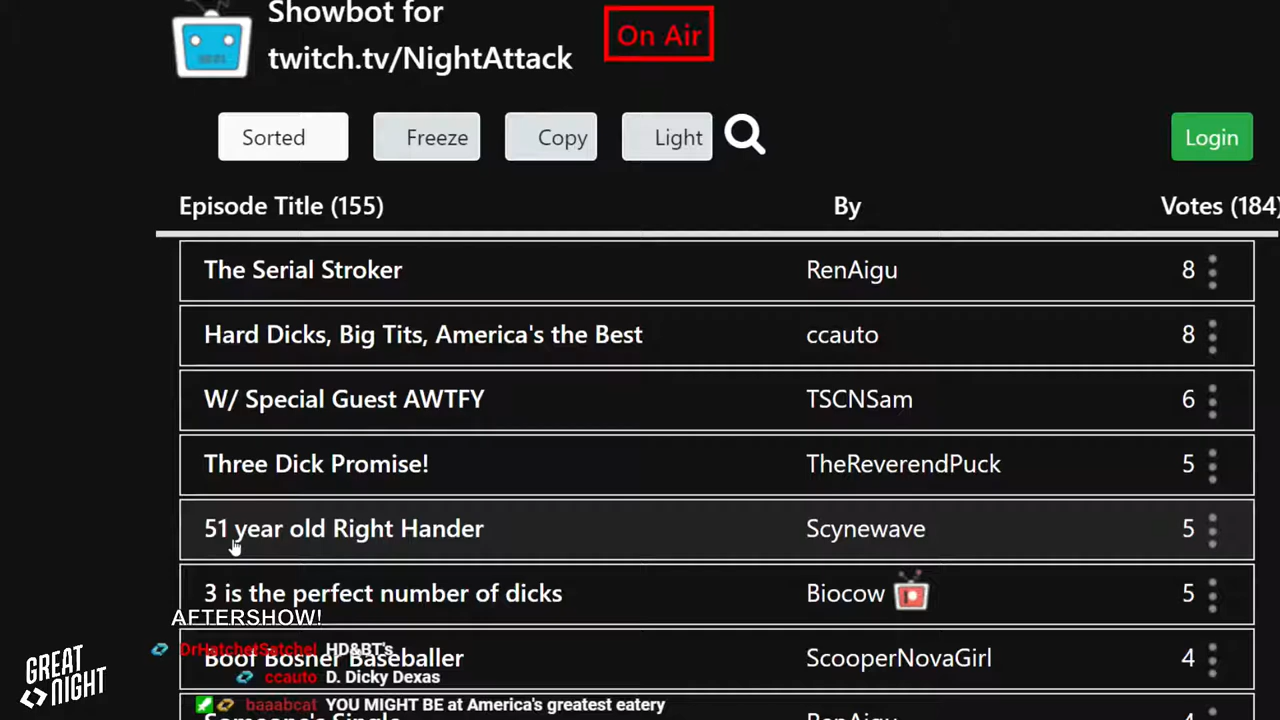 Showbot for
twitch.tv/NightAttack
On Air
Sorted
Freeze
Copy
Light
Login
Episode Title (155)
By
Votes (184)
The Serial Stroker
RenAigu
8
Hard Dicks, Big Tits, America's the Best
ccauto
8
W/ Special Guest AWTFY
TSCNSam
6
Three Dick Promise!
TheReverendPuck
5
51 year old Right Hander
Scynewave
5
3 is the perfect number of dicks
Biocow
5
AFTERSHOW!
DrHatchetSatchel HD&BT's
Boof Bosner Baseballer
ScooperNovaGirl
4
ccauto D. Dicky Dexas
baaabcat YOU MIGHT BE at America's greatest eatery
Someone's Single
RenAigu
GREAT
NIGHT